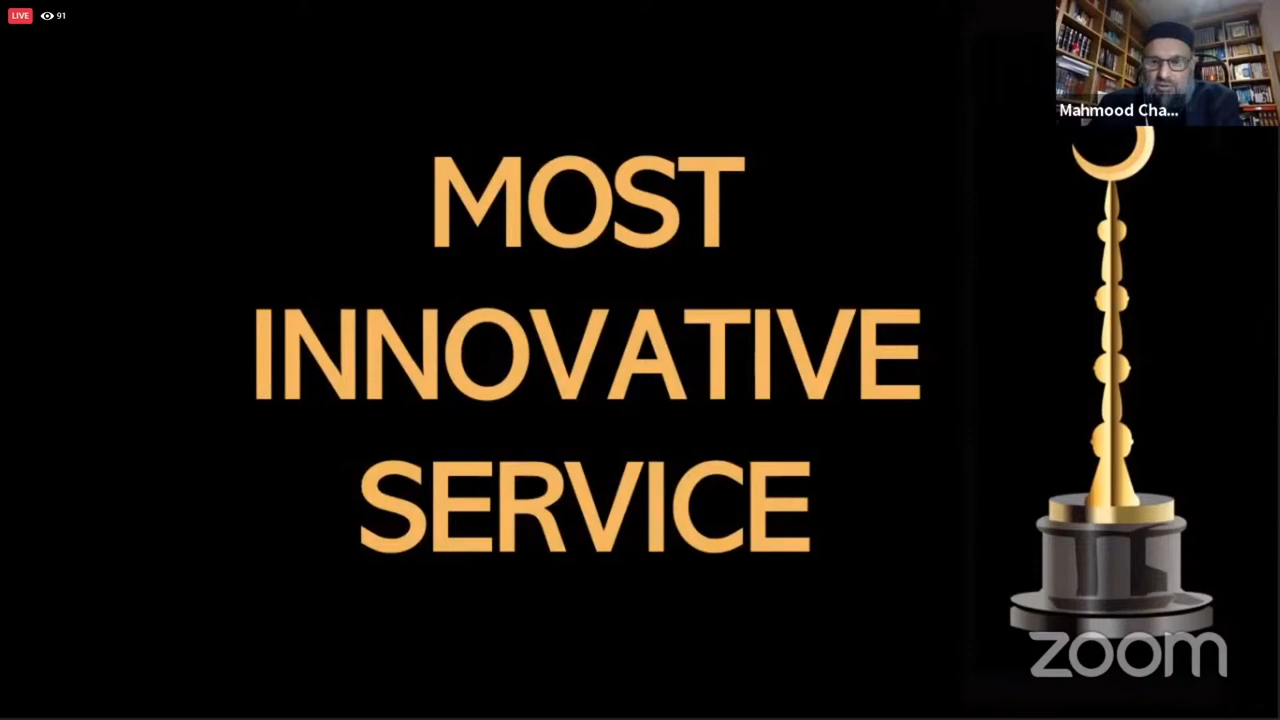 LIVE 91
Mahmood Cha...
MOST
INNOVATIVE
SERVICE
zoom